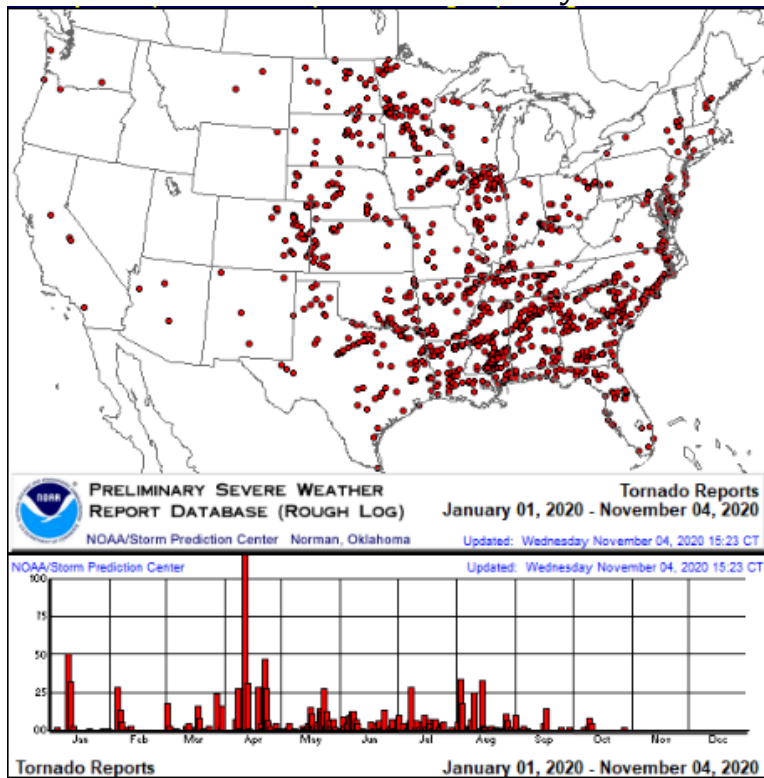 NOAA
PRELIMINARY SEVERE WEATHER
REPORT DATABASE (ROUGH LOG)
NOAA/Storm Prediction Center Norman, Oklahoma
Tornado Reports
January 01, 2020 - November 04, 2020
Updated: Wednesday November 04, 2020 15:23 CT
NOAA/Storm Prediction Center
Updated: Wednesday November 04, 2020 15:23 CT
100
75
50
25
00
Jan Feb Mar Apr May Jun Jul Aug Sep Oct Nov Dec
Tornado Reports
January 01, 2020 - November 04, 2020